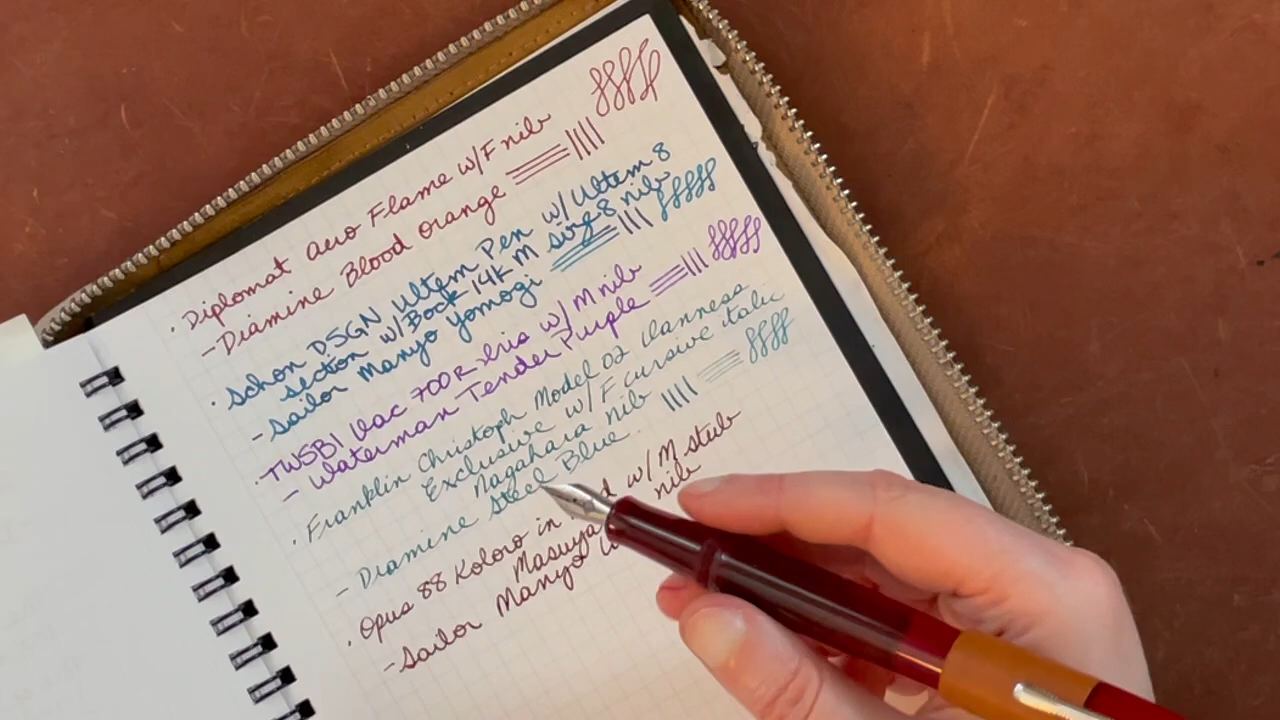 · Diplomat Aero Flame w/F nib
- Diamine Blood Orange
· Schon DSGN Ultem Pen w/ Ultem 8
section w/Bock 14k M size 8 nib
- Sailor Manyo Yomogi
· TWSBI Vac 700R Iris w/ M nib
- Waterman Tender Purple
· Franklin Christoph Model 02
Exclusive w/F cursive italic
Nagahara nib
- Diamine Steel Blue.
· Opus 88 Koloro in w/ M stub
nib
- Sailor Manyo